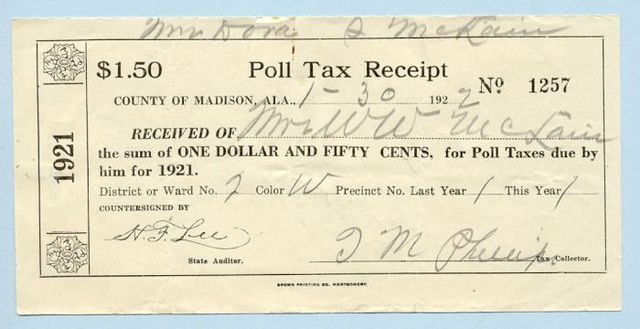 Mrs Dora S McKain
$1.50 Poll Tax Receipt
COUNTY OF MADISON, ALA., 1-30 1922 No 1257
RECEIVED OF Mrs W W McKain
the sum of ONE DOLLAR AND FIFTY CENTS, for Poll Taxes due by
him for 1921.
District or Ward No. 2 Color W Precinct No. Last Year 1 This Year 1
COUNTERSIGNED BY
H. F. Lee
State Auditor.
Tax Collector.
BROWN PRINTING CO. MONTGOMERY.
1921